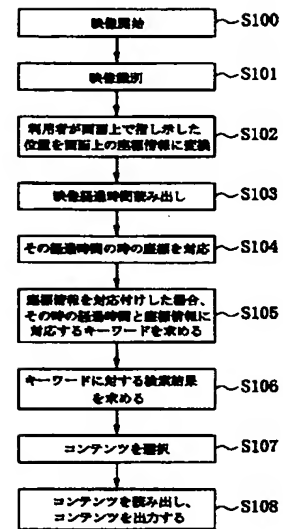 映像開始
S100
映像識別
S101
利用者が画面上で指し示した
位置を画面上の座標情報に変換
S102
映像経過時間読み出し
S103
その経過時間の時の座標を対応
S104
座標情報を対応付けした場合、
その時の経過時間と座標情報に
対応するキーワードを求める
S105
キーワードに対する検索結果
を求める
S106
コンテンツを選択
S107
コンテンツを読み出し、
コンテンツを出力する
S108